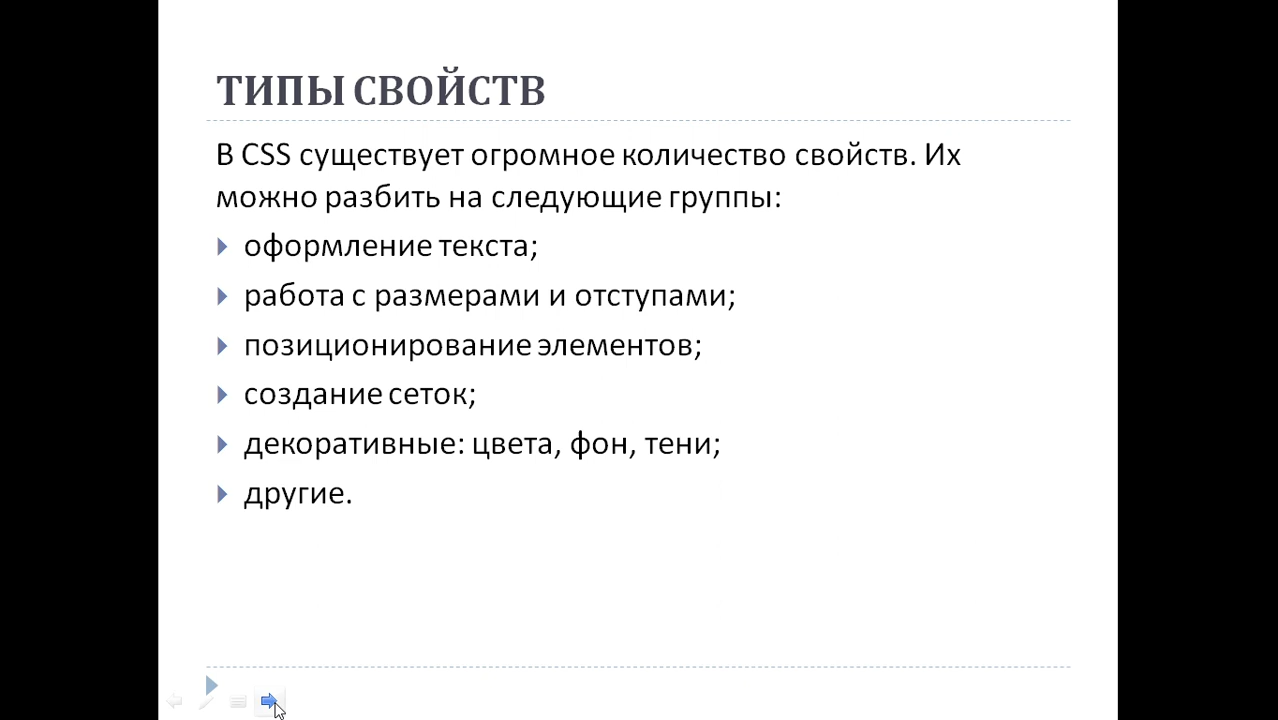 ТИПЫ СВОЙСТВ
В CSS существует огромное количество свойств. Их
можно разбить на следующие группы:
оформление текста;
работа с размерами и отступами;
позиционирование элементов;
создание сеток;
декоративные: цвета, фон, тени;
другие.